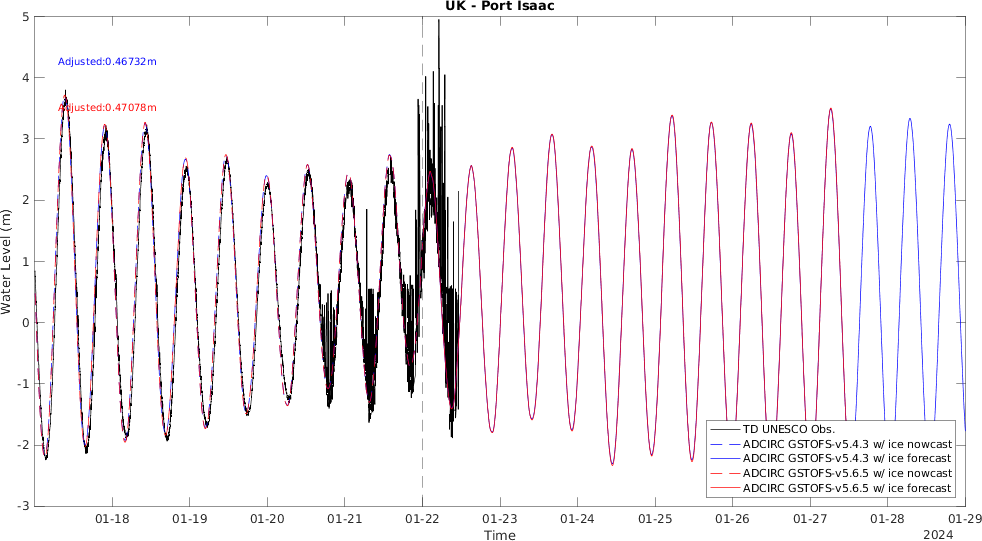 UK - Port Isaac
Adjusted:0.46732m
Adjusted:0.47078m
Water Level (m)
5
4
3
2
1
0
-1
-2
-3
TD UNESCO Obs.
ADCIRC GSTOFS-v5.4.3 w/ ice nowcast
ADCIRC GSTOFS-v5.4.3 w/ ice forecast
ADCIRC GSTOFS-v5.6.5 w/ ice nowcast
ADCIRC GSTOFS-v5.6.5 w/ ice forecast
01-18 01-19 01-20 01-21 01-22 01-23 01-24 01-25 01-26 01-27 01-28 01-29
Time
2024